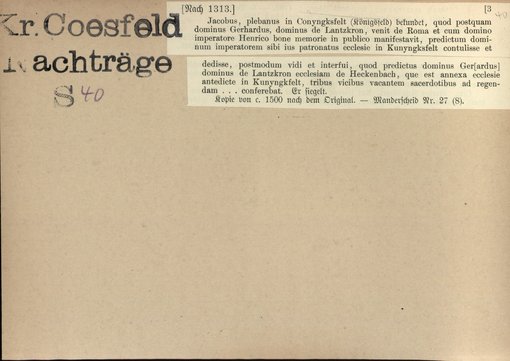 Kr. Coesfeld
Nachträge
S 40
[Nach 1313.] [3
40
Jacobus, plebanus in Conyngksfelt (Königsfeld) bekundet, quod postquam
dominus Gerhardus, dominus de Lantzkron, venit de Roma et cum domino
imperatore Henrico bone memorie in publico manifestavit, predictum domi-
num imperatorem sibi ius patronatus ecclesie in Kunyngksfelt contulisse et
dedisse, postmodum vidi et interfui, quod predictus dominus Ger[ardus]
dominus de Lantzkron ecclesiam de Heckenbach, que est annexa ecclesie
antedicte in Kunyngkfelt, tribus vicibus vacantem sacerdotibus ad regen-
dam . . . conferebat. Er siegelt.
Kopie von c. 1500 nach dem Original. — Manderscheid Nr. 27 (8).